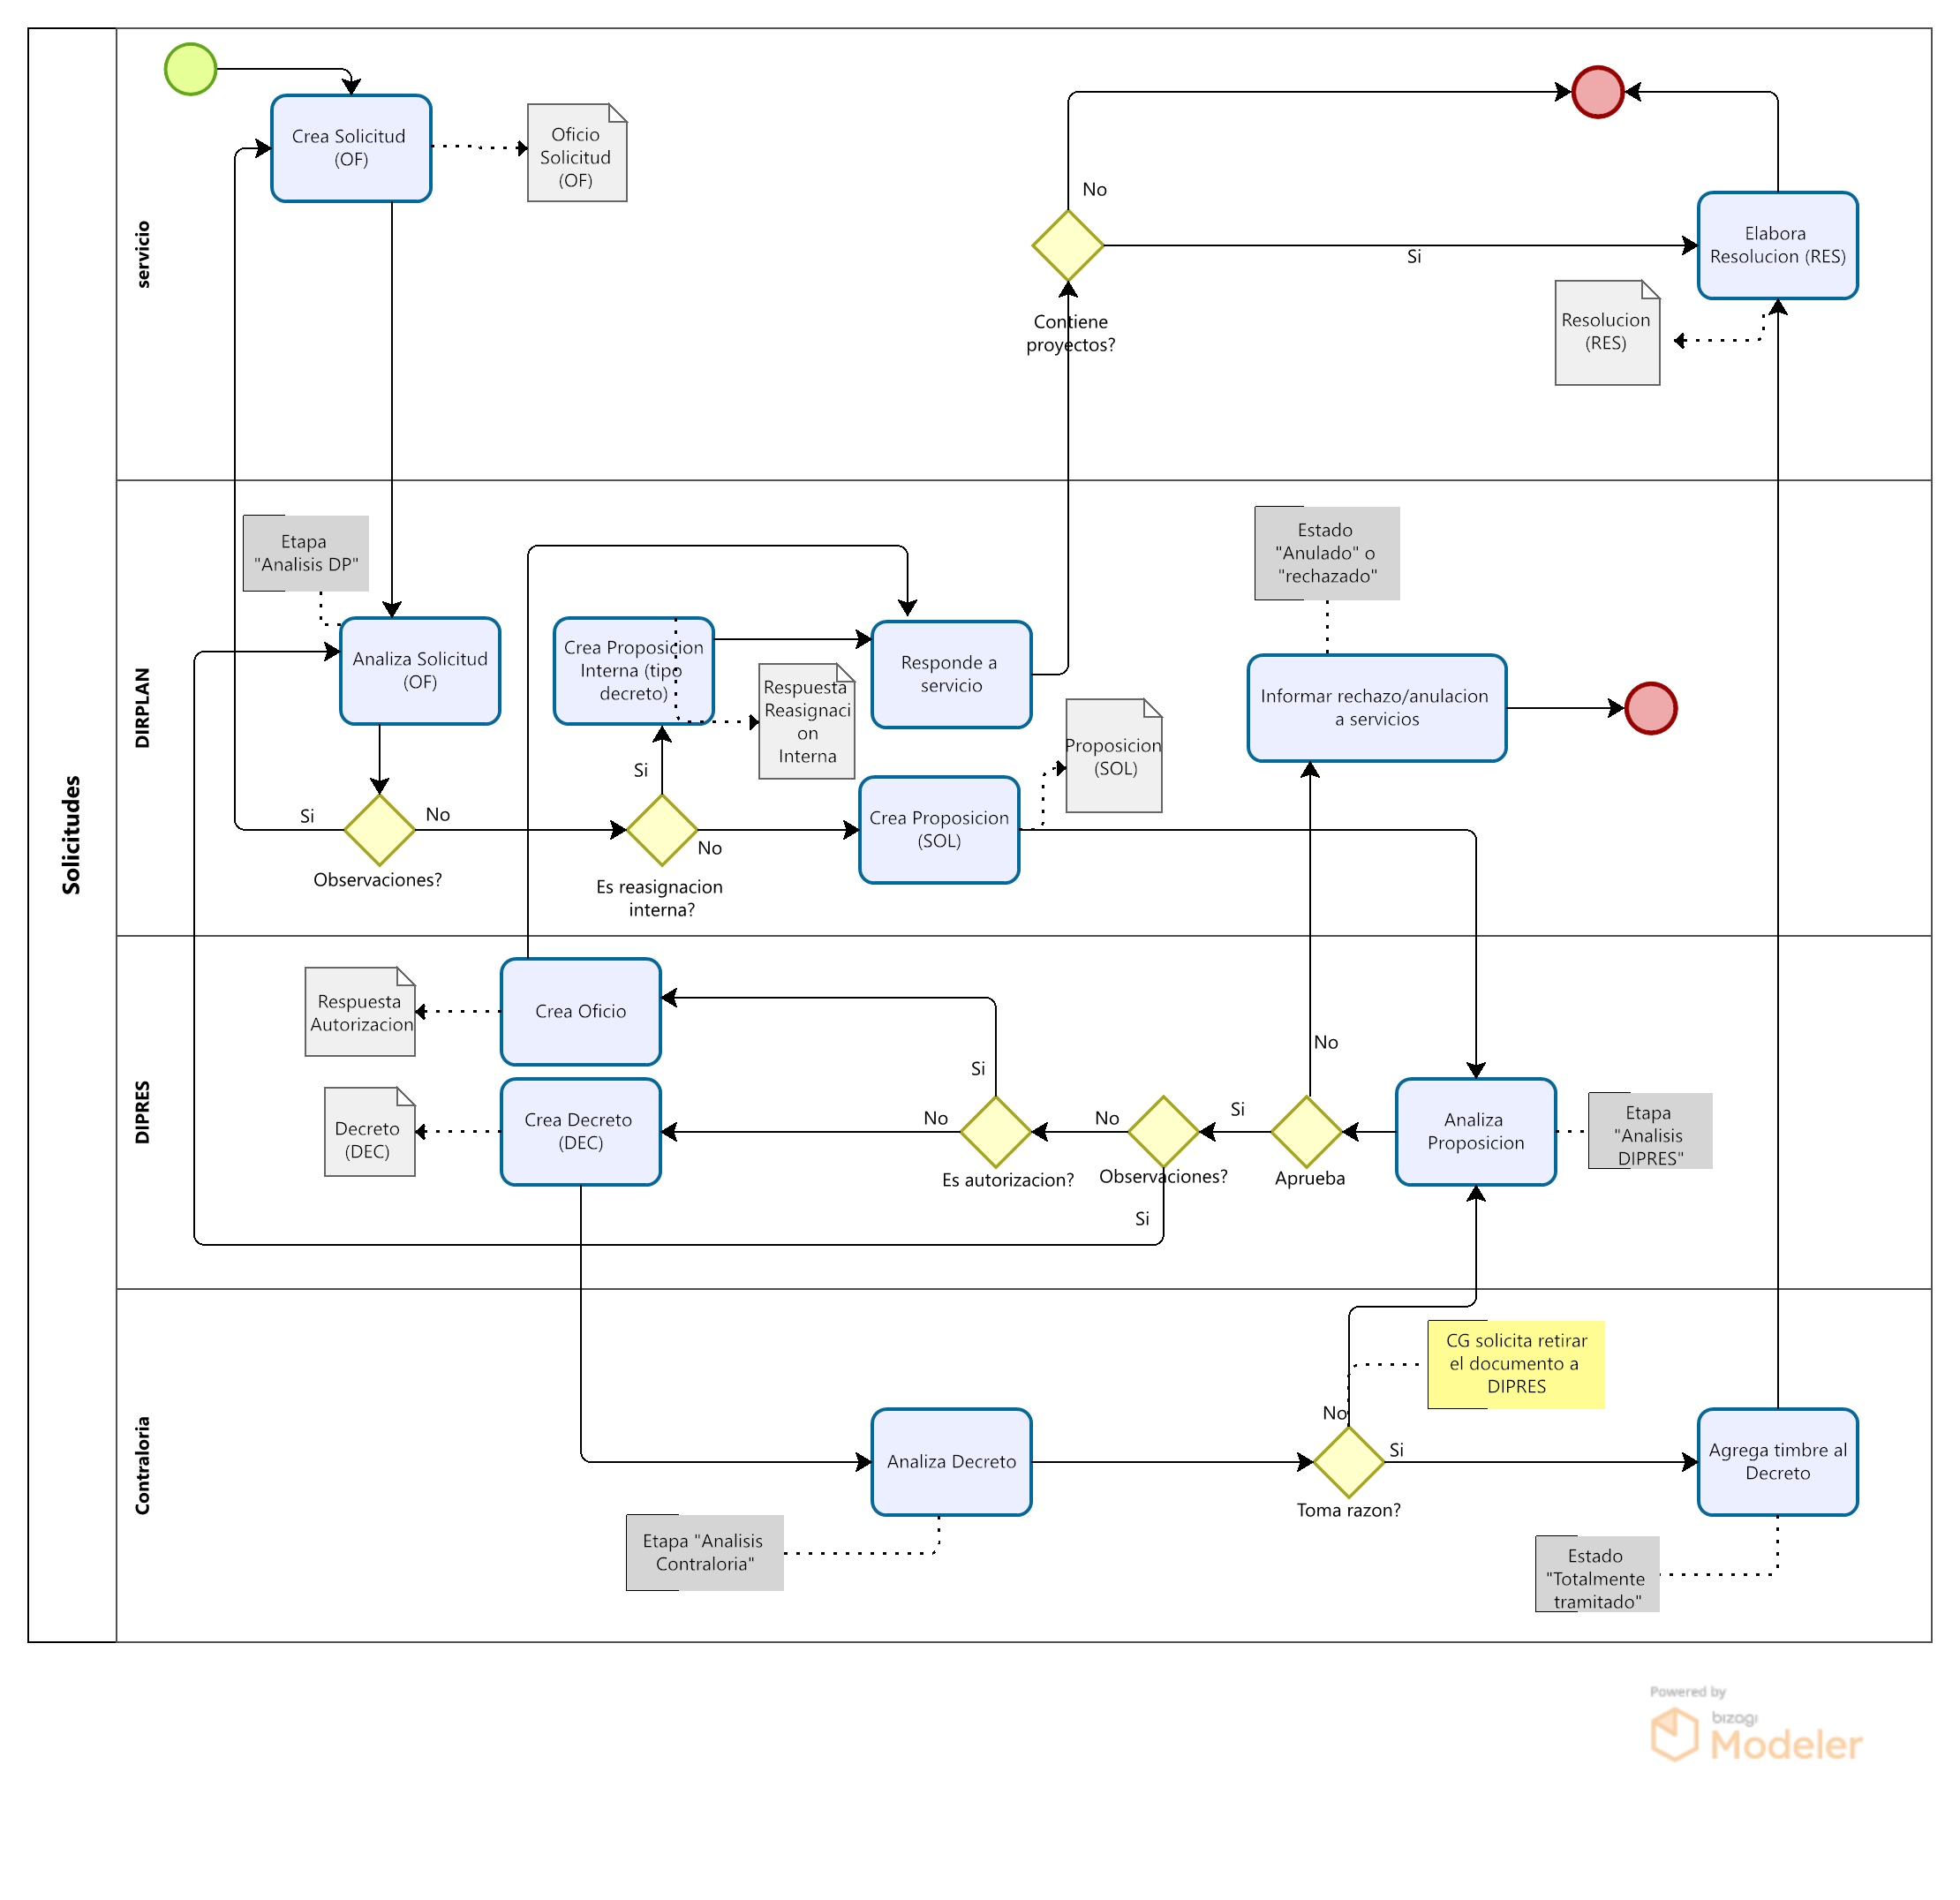 Solicitudes
servicio
Crea Solicitud
(OF)
Oficio
Solicitud
(OF)
No
Si
Contiene
proyectos?
Elabora
Resolucion (RES)
Resolucion
(RES)
DIRPLAN
Etapa
"Analisis DP"
Analiza Solicitud
(OF)
Si
No
Observaciones?
Crea Proposicion
Interna (tipo
decreto)
Si
No
Es reasignacion
interna?
Respuesta
Reasignaci
on
Interna
Responde a
servicio
Crea Proposicion
(SOL)
Proposicion
(SOL)
Estado
"Anulado" o
"rechazado"
Informar rechazo/anulacion
a servicios
DIPRES
Respuesta
Autorizacion
Crea Oficio
Decreto
(DEC)
Crea Decreto
(DEC)
Si
No
Es autorizacion?
No
Observaciones?
Si
Si
No
Aprueba
Analiza
Proposicion
Etapa
"Analisis
DIPRES"
Contraloria
Analiza Decreto
Etapa "Analisis
Contraloria"
No
Si
Toma razon?
CG solicita retirar
el documento a
DIPRES
Agrega timbre al
Decreto
Estado
"Totalmente
tramitado"
Powered by
bizagi
Modeler